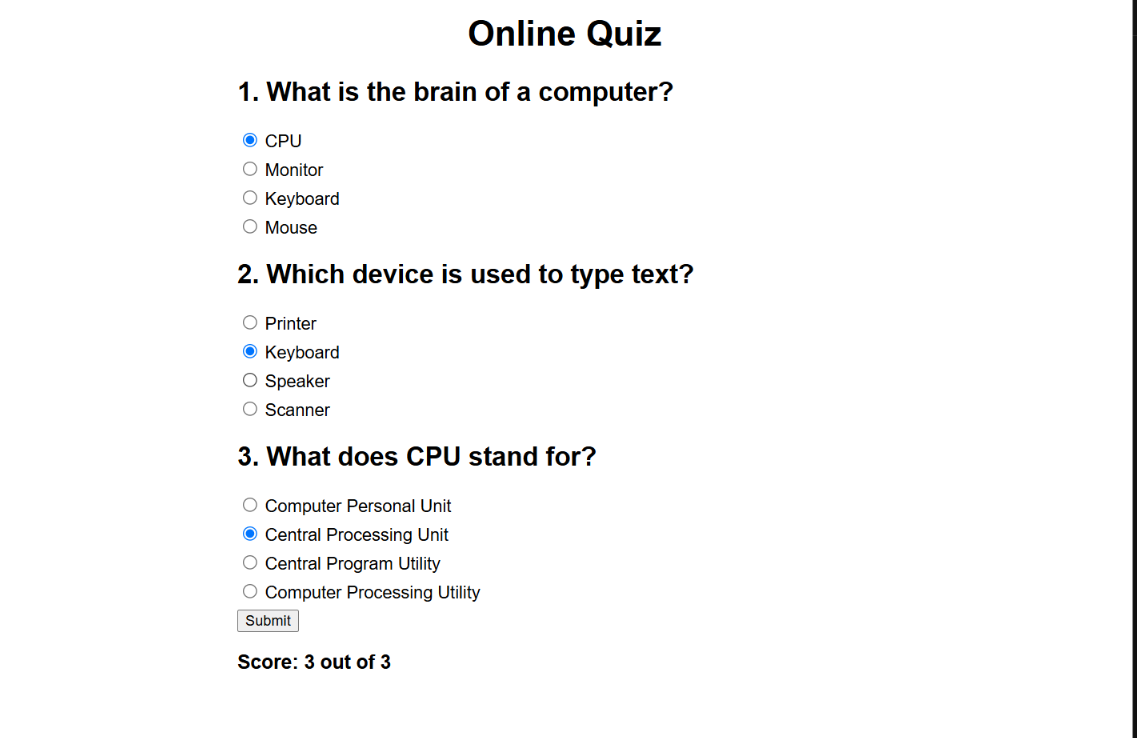 Online Quiz
1. What is the brain of a computer?
CPU
Monitor
Keyboard
Mouse
2. Which device is used to type text?
Printer
Keyboard
Speaker
Scanner
3. What does CPU stand for?
Computer Personal Unit
Central Processing Unit
Central Program Utility
Computer Processing Utility
Submit
Score: 3 out of 3